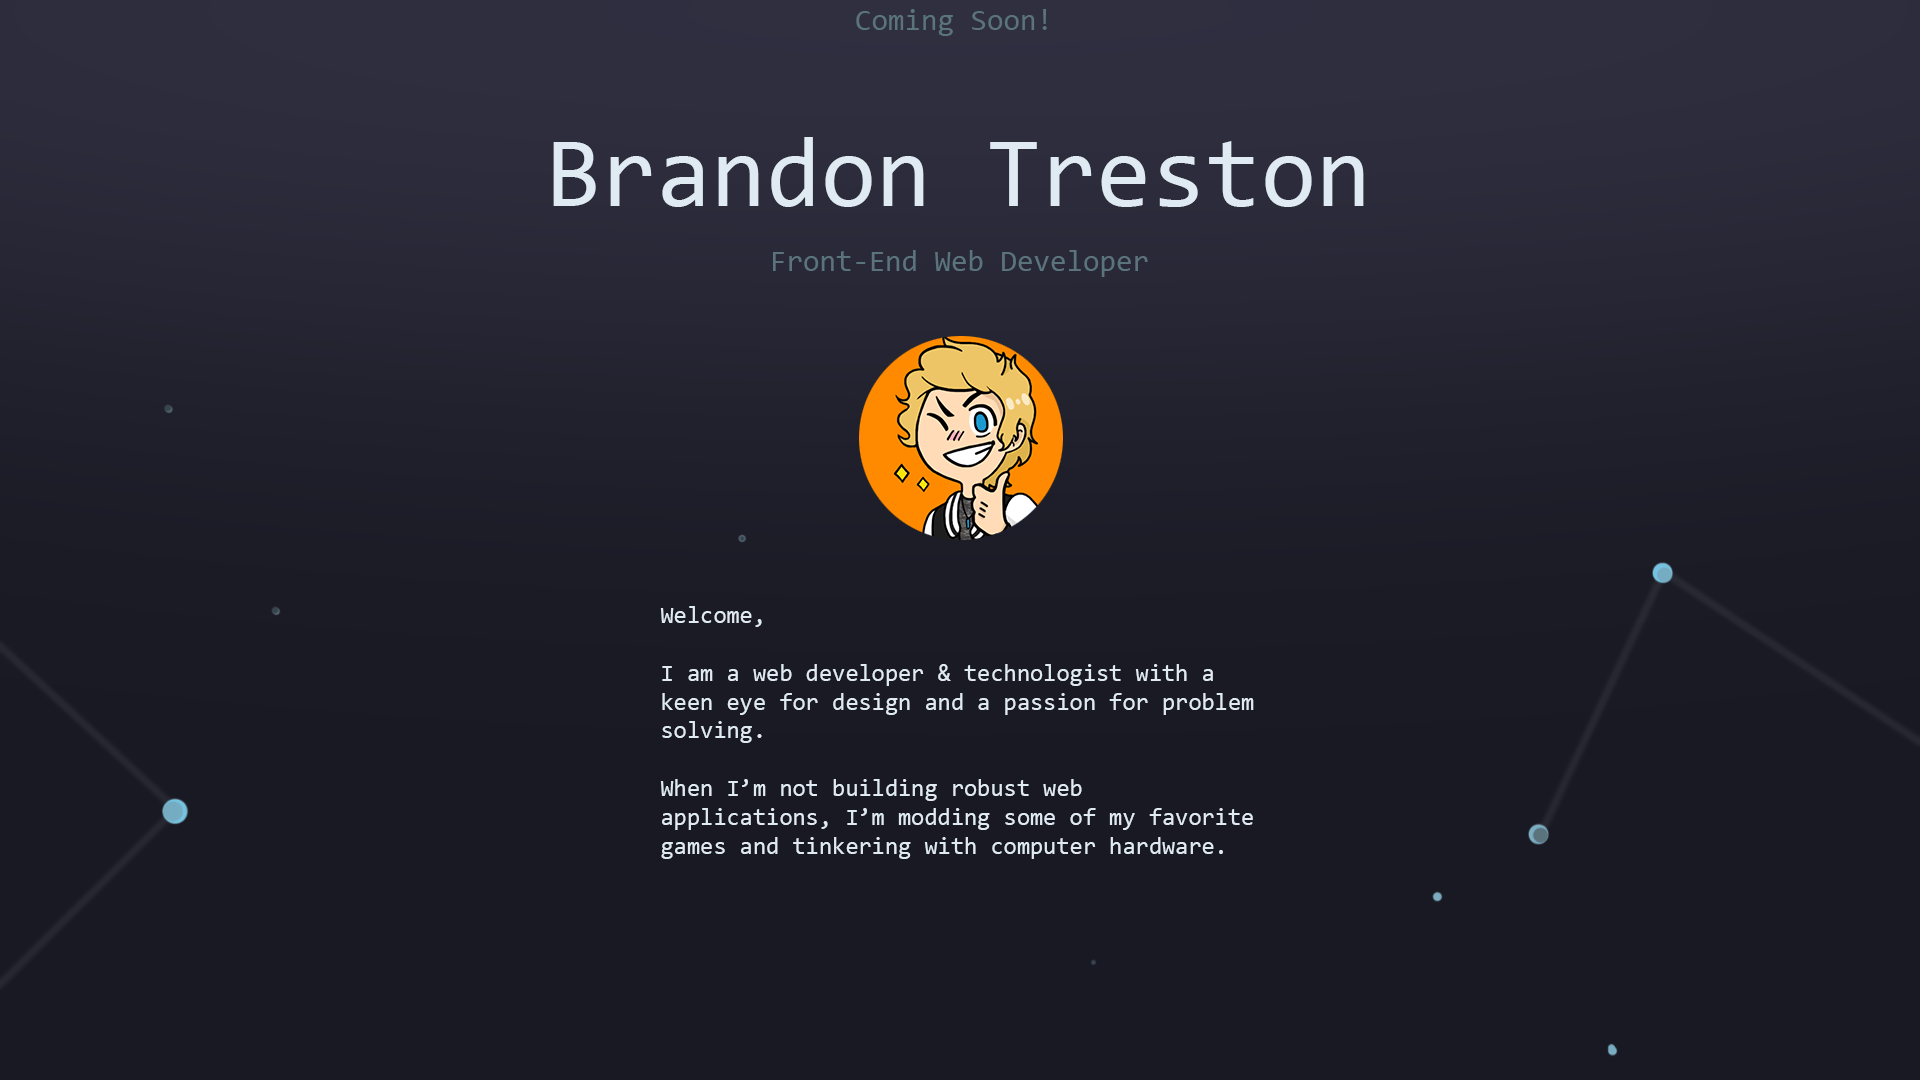 Coming Soon!
Brandon Treston
Front-End Web Developer
Welcome,
I am a web developer & technologist with a
keen eye for design and a passion for problem
solving.
When I’m not building robust web
applications, I’m modding some of my favorite
games and tinkering with computer hardware.